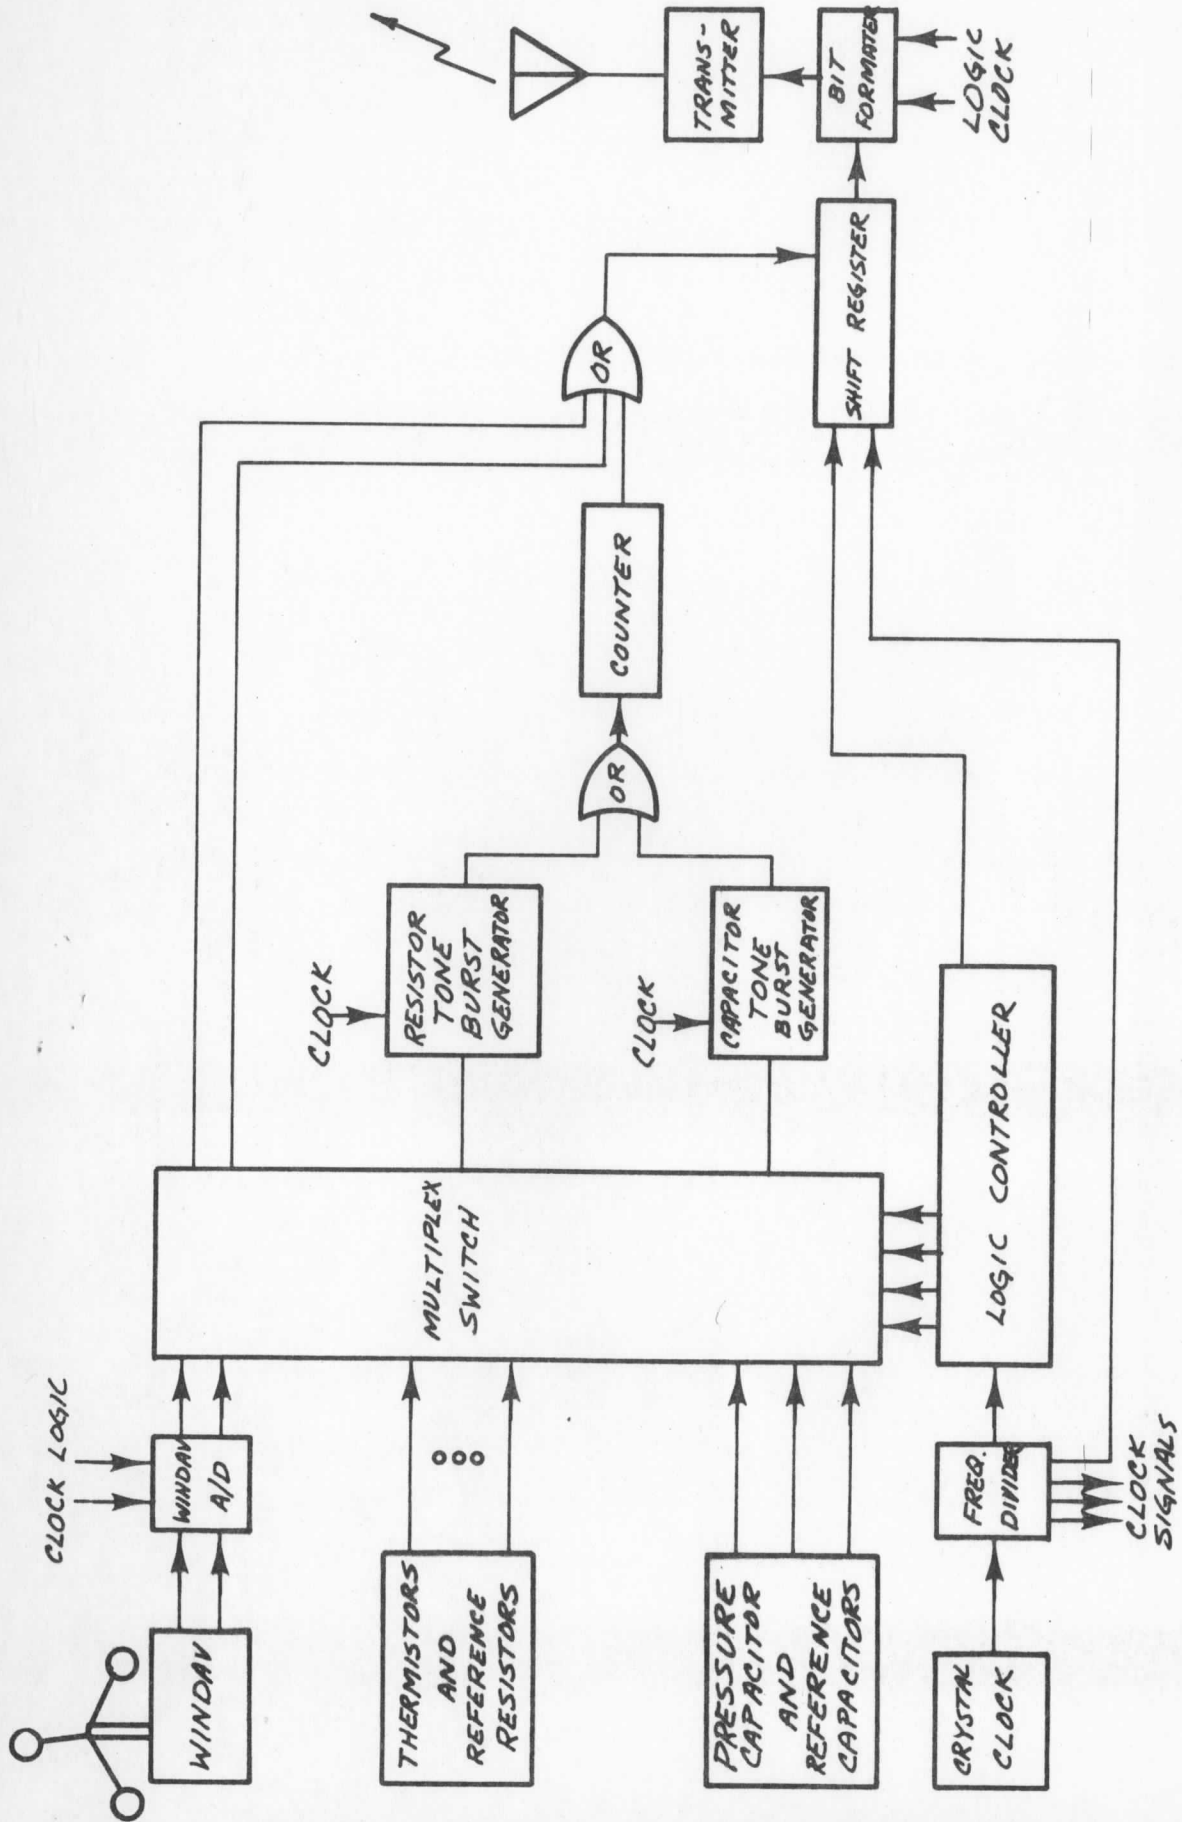 CLOCK LOGIC
WINDAV
WINDAV
A/D
THERMISTORS
AND
REFERENCE
RESISTORS
PRESSURE
CAPACITOR
AND
REFERENCE
CAPACITORS
CRYSTAL
CLOCK
FREQ.
DIVIDER
CLOCK
SIGNALS
MULTIPLEX
SWITCH
LOGIC CONTROLLER
CLOCK
RESISTOR
TONE
BURST
GENERATOR
CLOCK
CAPACITOR
TONE
BURST
GENERATOR
OR
COUNTER
OR
SHIFT REGISTER
TRANS-
MITTER
BIT
FORMATER
LOGIC
CLOCK